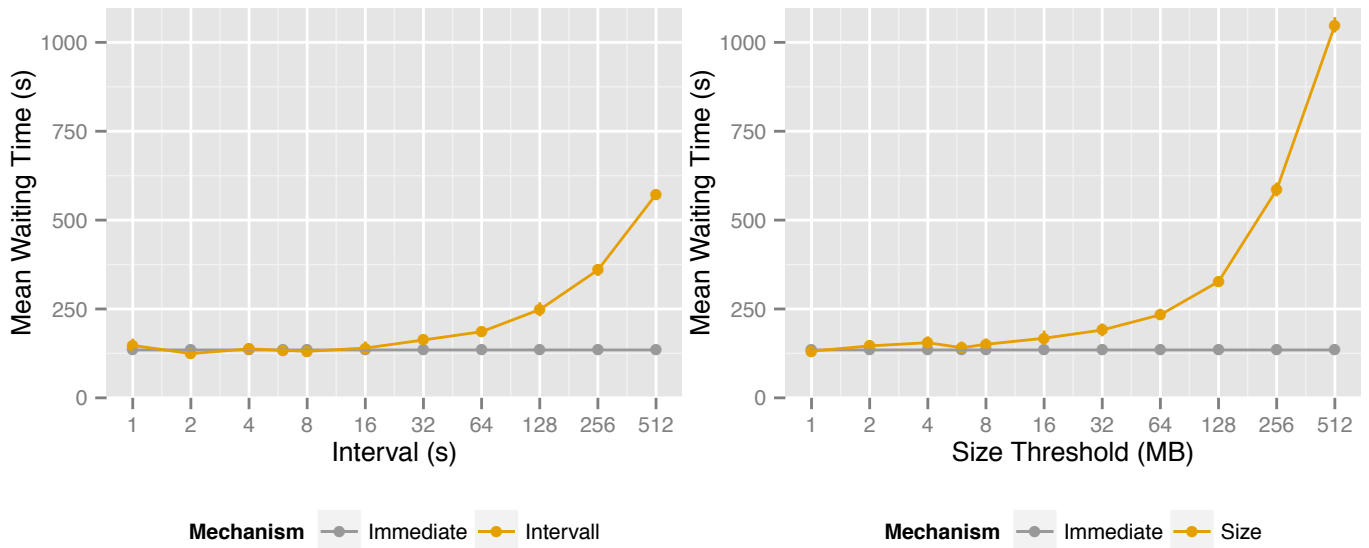 Mean Waiting Time (s)
1000
750
500
250
0
1 2 4 8 16 32 64 128 256 512
Interval (s)
Mechanism Immediate Intervall
Mean Waiting Time (s)
1000
750
500
250
0
1 2 4 8 16 32 64 128 256 512
Size Threshold (MB)
Mechanism Immediate Size